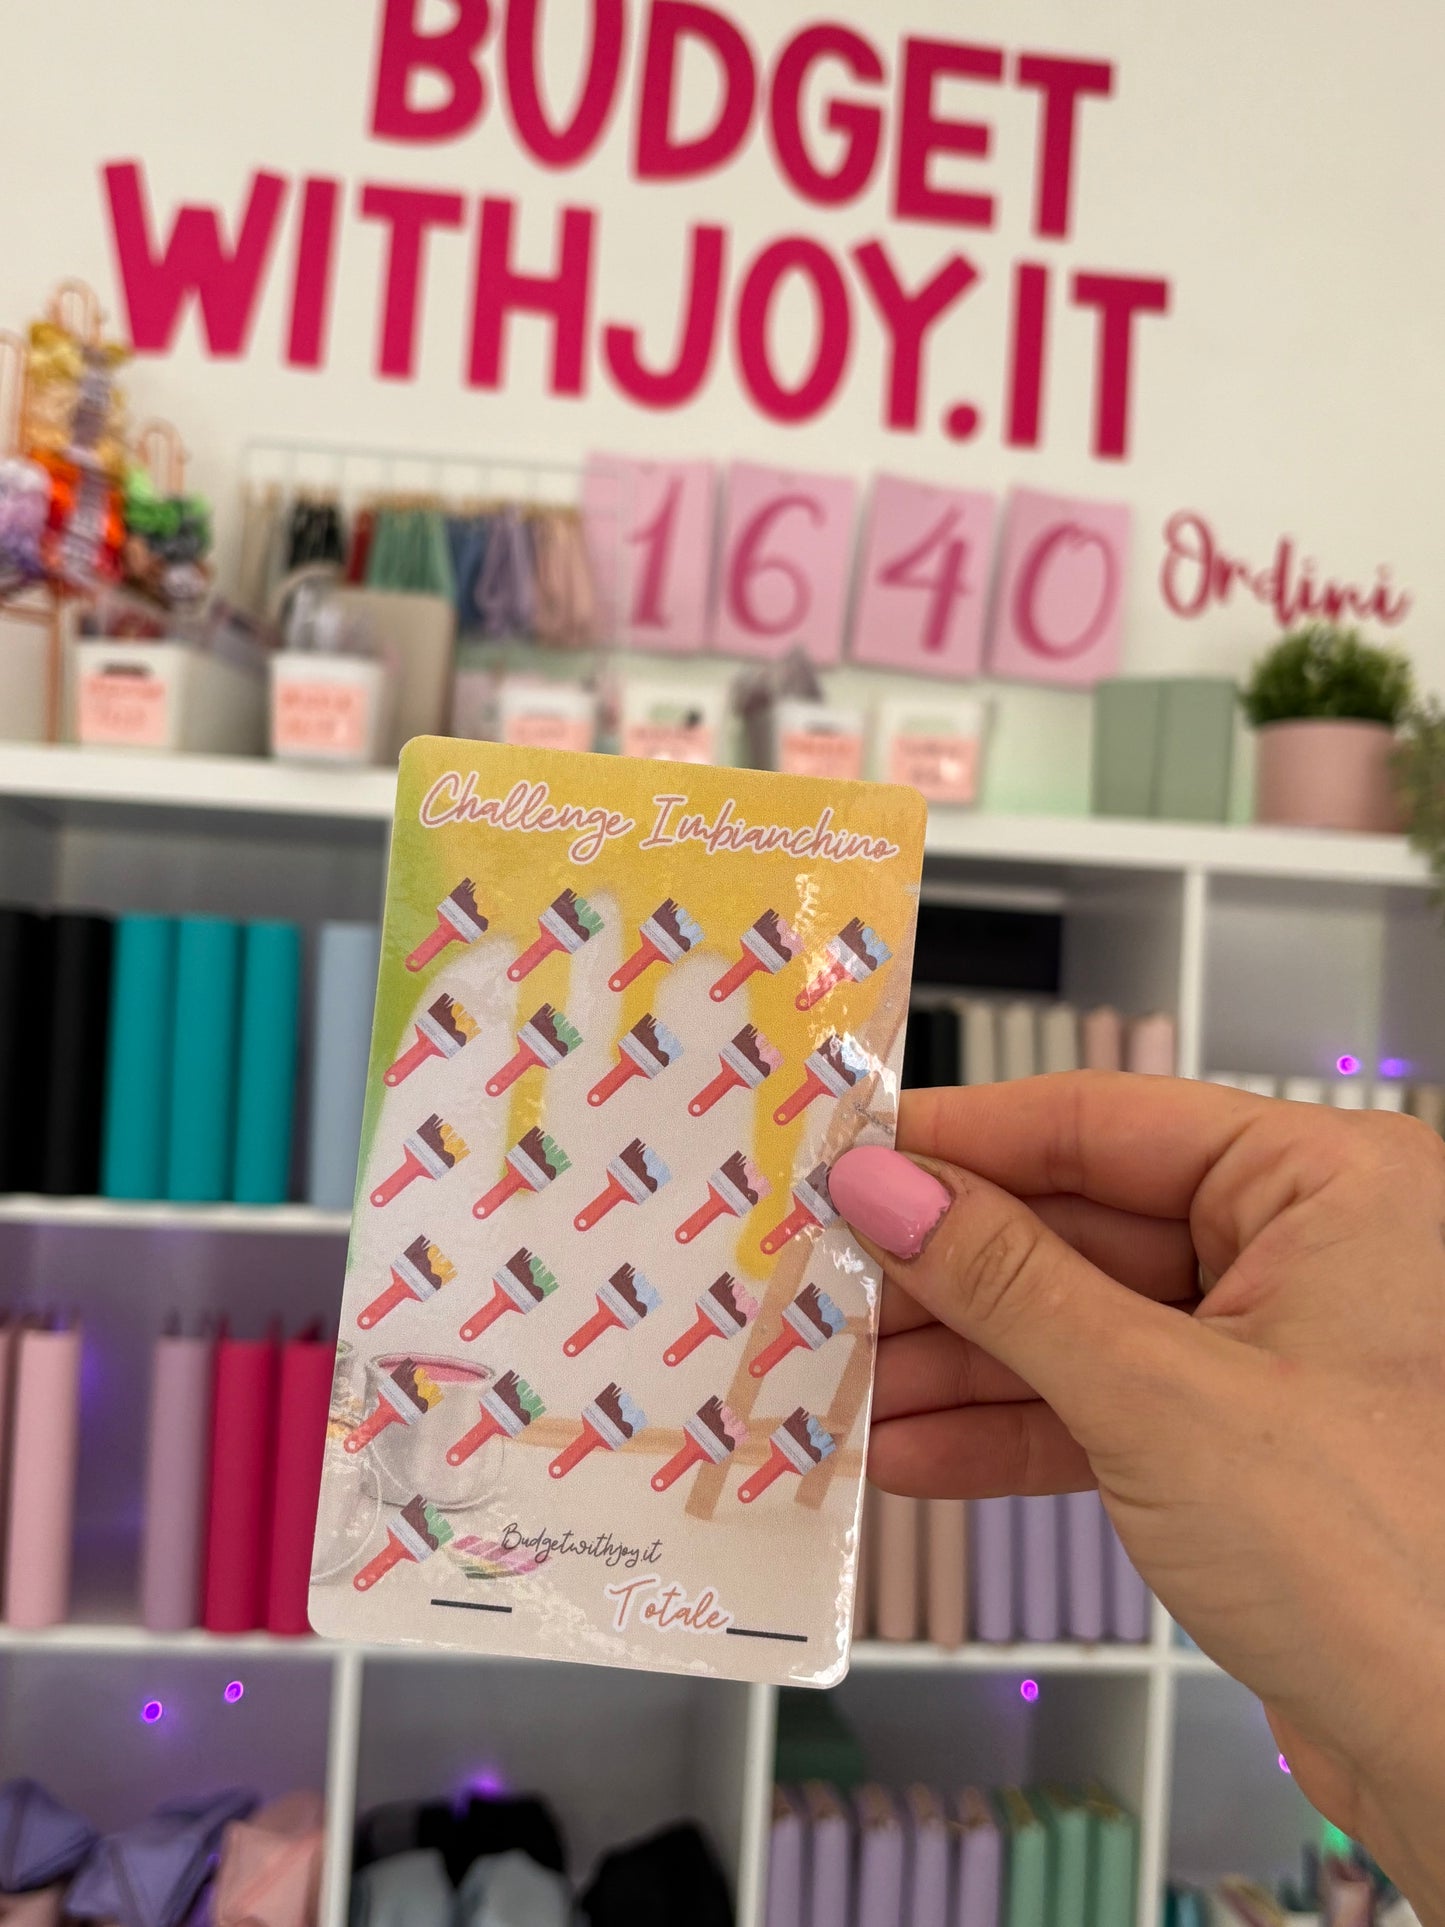 BUDGET
WITHJOY.IT
1640 Ordini
Challenge Imbianchino
Budgetwithjoy.it
Totale